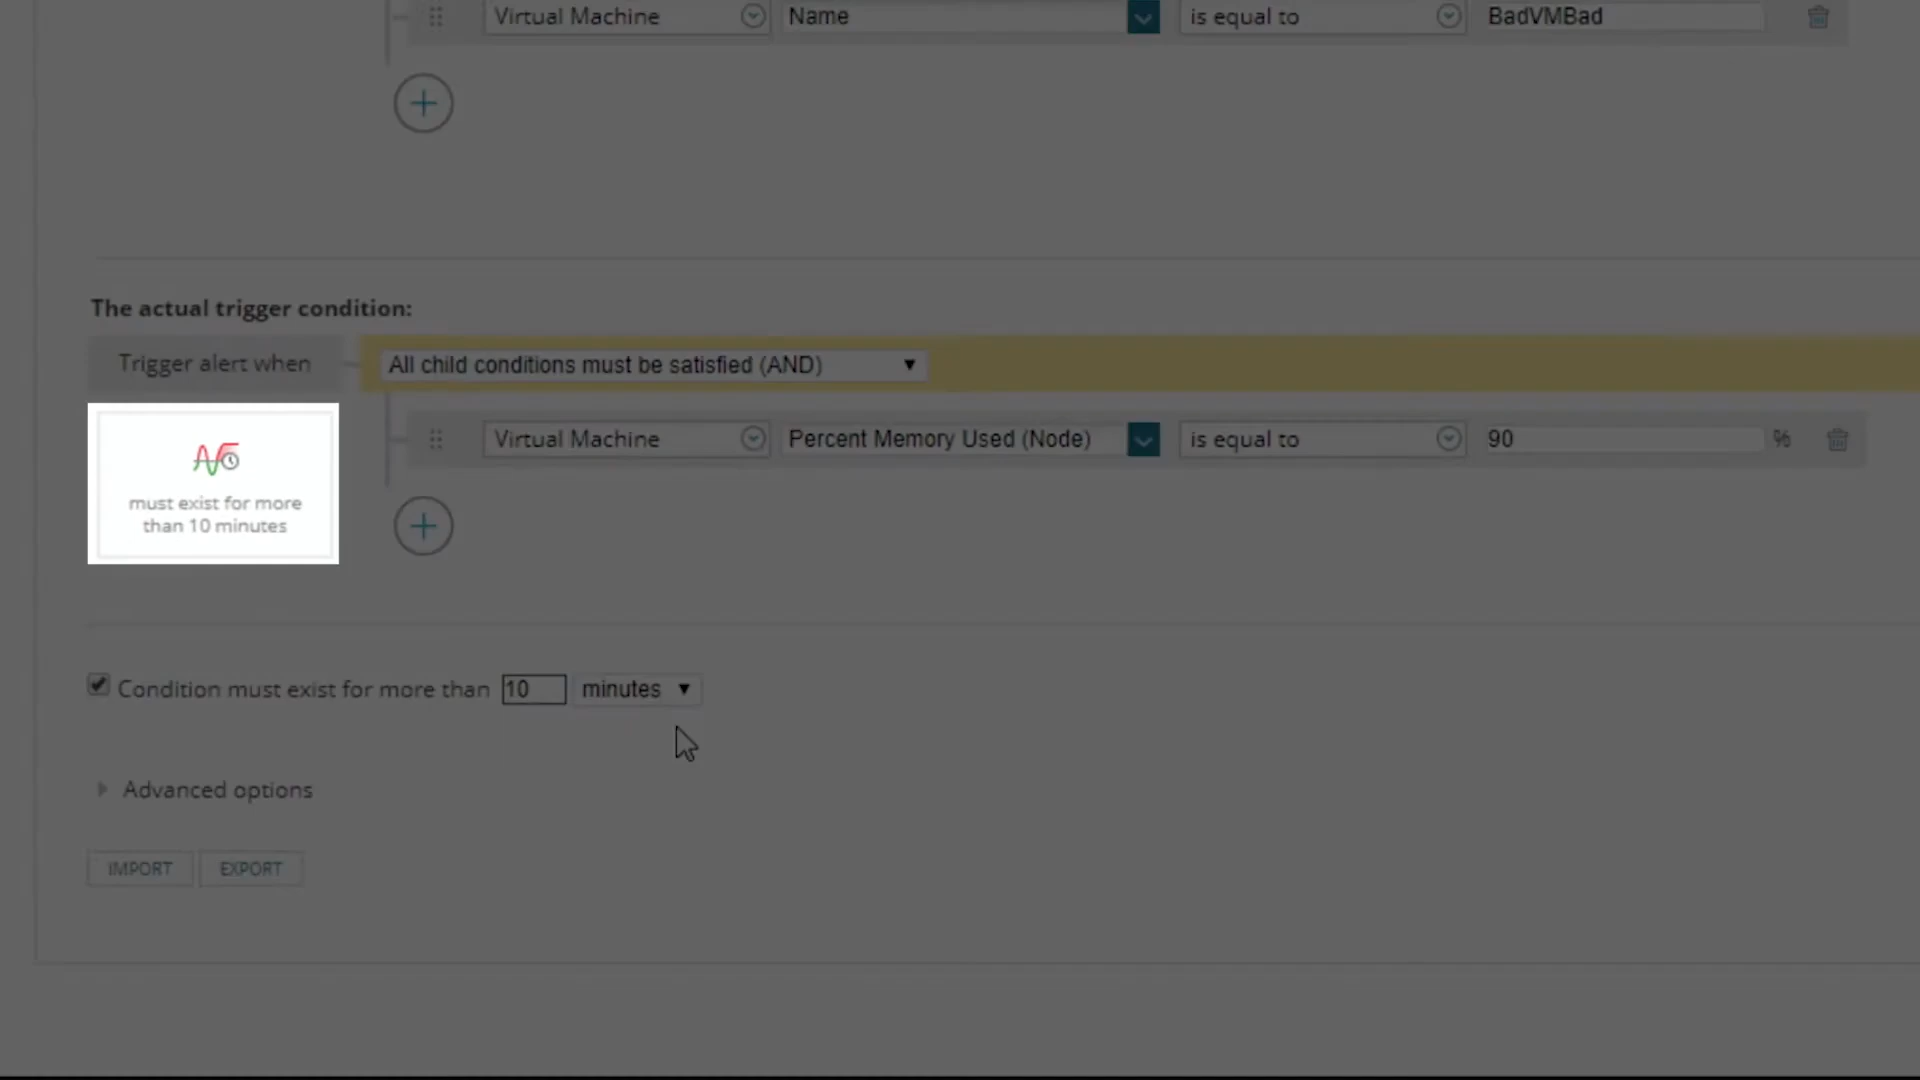 Virtual Machine Name is equal to BadVMBad
The actual trigger condition:
Trigger alert when All child conditions must be satisfied (AND)
Virtual Machine Percent Memory Used (Node) is equal to 90 %
must exist for more
than 10 minutes
Condition must exist for more than 10 minutes
Advanced options
IMPORT EXPORT